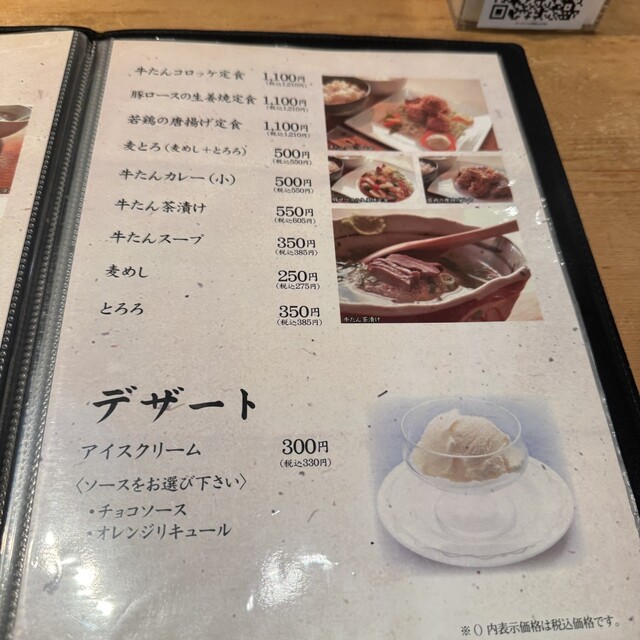 牛たんコロッケ定食 1,100円
(税込1,210円)
豚ロースの生姜焼定食 1,100円
(税込1,210円)
若鶏の唐揚げ定食 1,100円
(税込1,210円)
麦とろ(麦めし+とろろ) 500円
(税込550円)
牛たんカレー(小) 500円
(税込550円)
牛たん茶漬け 550円
(税込605円)
牛たんスープ 350円
(税込385円)
麦めし 250円
(税込275円)
とろろ 350円
(税込385円)
牛たん茶漬け
デザート
アイスクリーム 300円
(税込330円)
〈ソースをお選び下さい〉
・チョコソース
・オレンジリキュール
※()内表示価格は税込価格です。